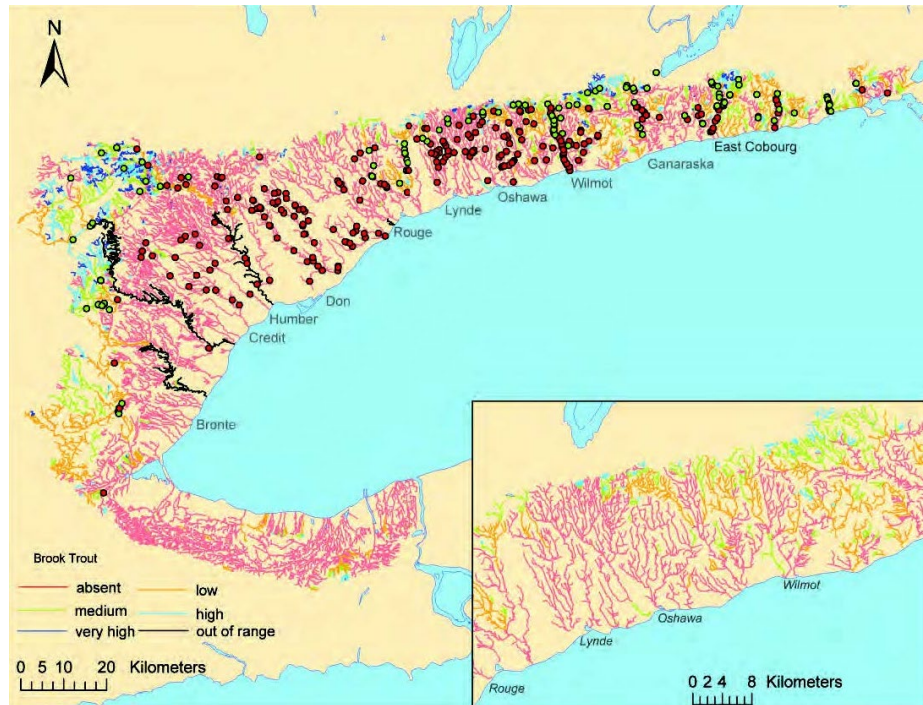 N
East Cobourg
Ganaraska
Wilmot
Oshawa
Lynde
Rouge
Don
Humber
Credit
Bronte
Brook Trout
absent low
medium high
very high out of range
0 5 10 20 Kilometers
Wilmot
Oshawa
Lynde
Rouge
0 2 4 8 Kilometers